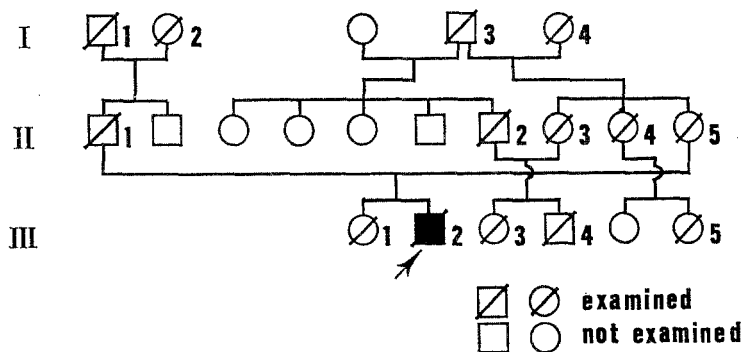 I 1 2 3 4
II 1 2 3 4 5
III 1 2 3 4 5
examined
not examined